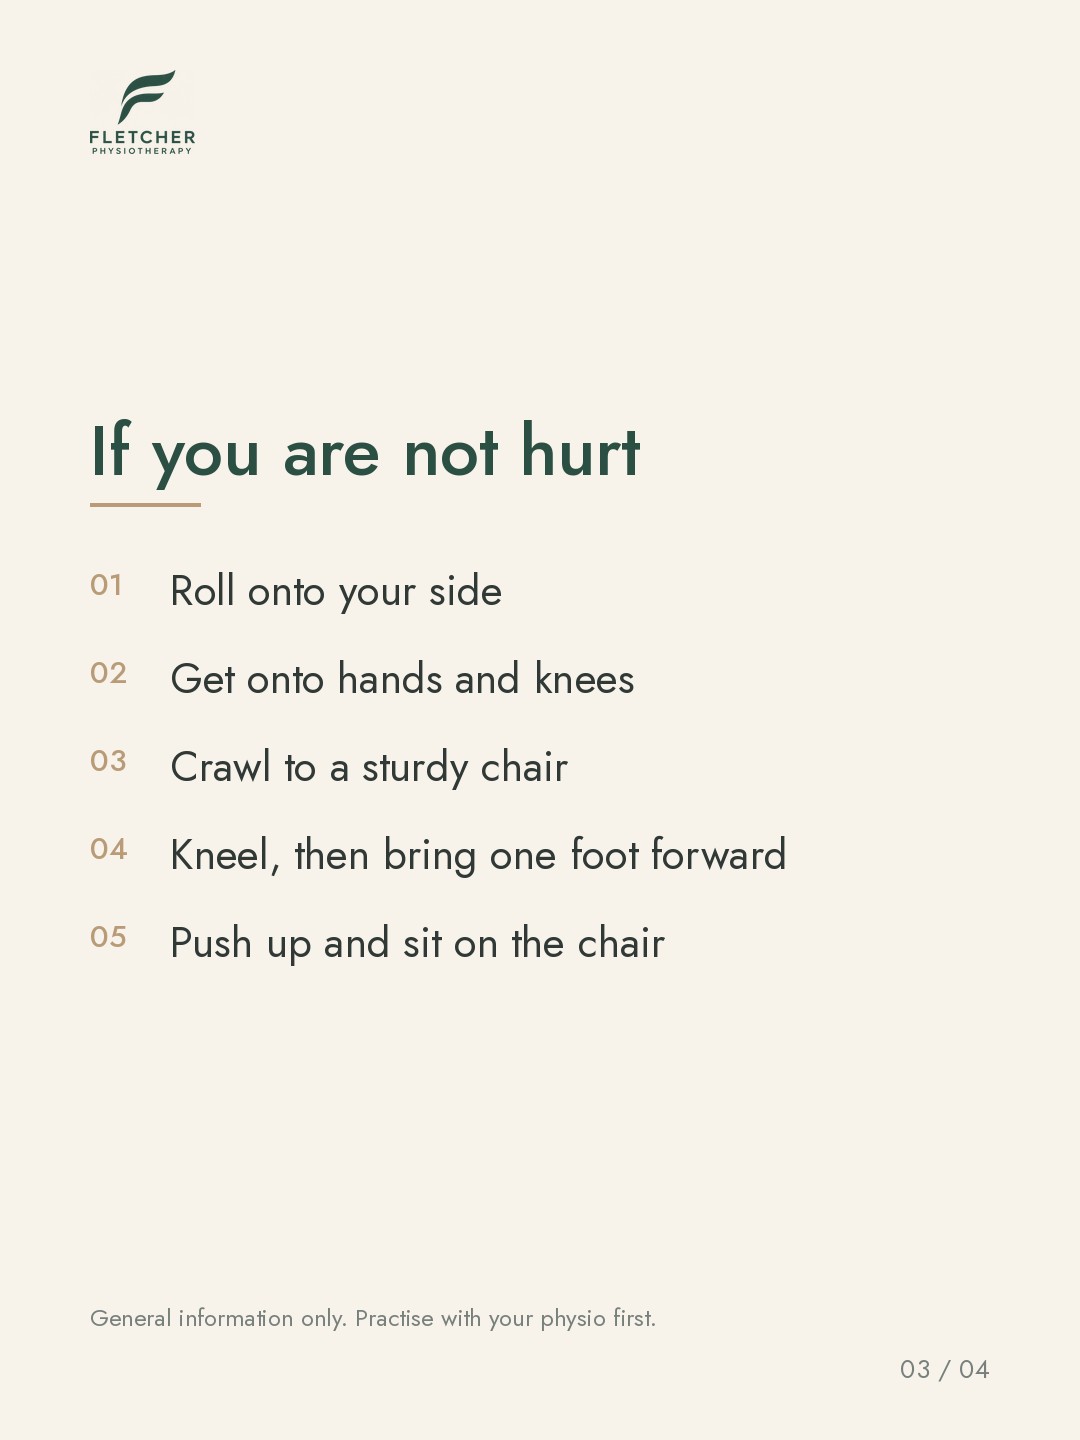 FLETCHER
PHYSIOTHERAPY
If you are not hurt
01 Roll onto your side
02 Get onto hands and knees
03 Crawl to a sturdy chair
04 Kneel, then bring one foot forward
05 Push up and sit on the chair
General information only. Practise with your physio first.
03 / 04